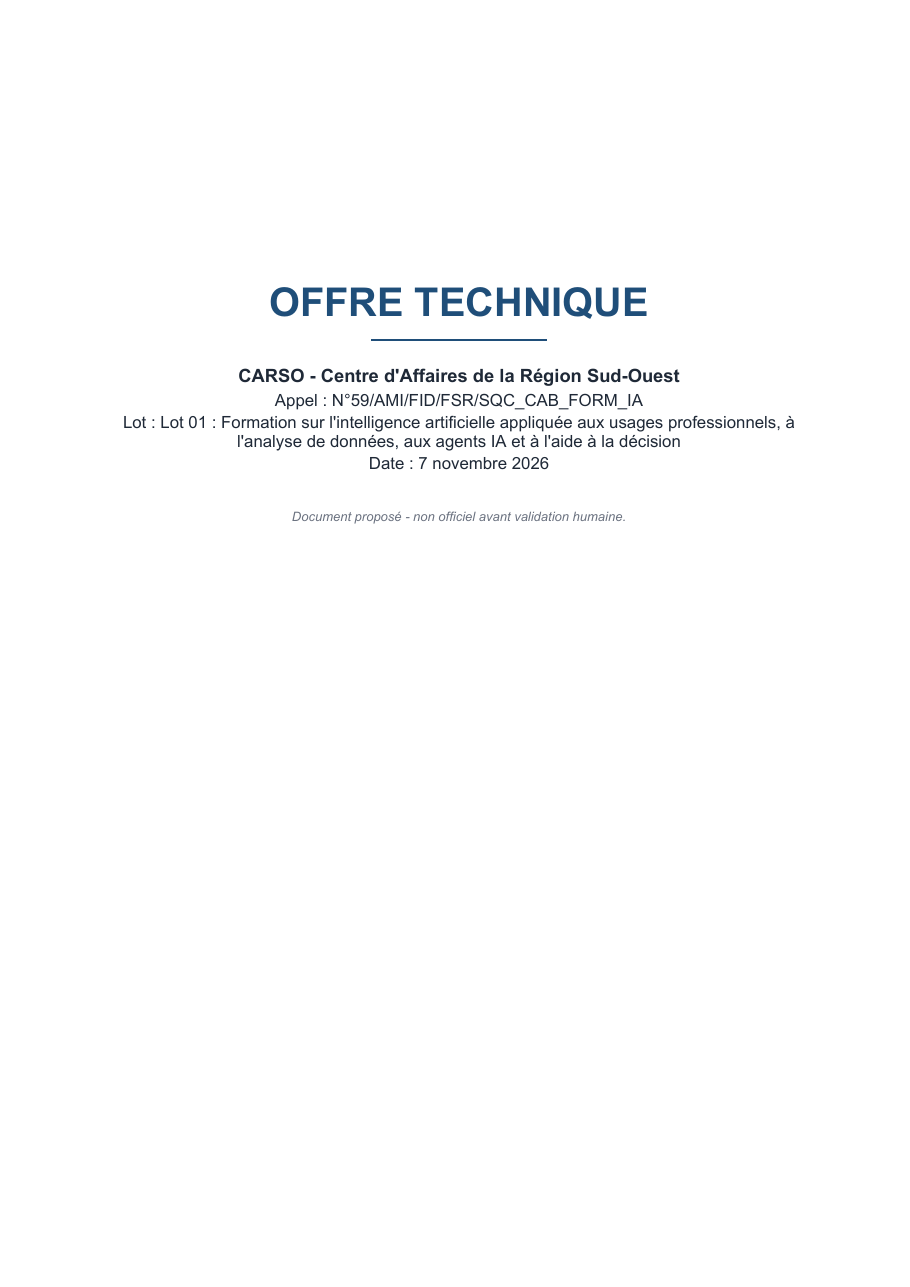 OFFRE TECHNIQUE
CARSO - Centre d'Affaires de la Région Sud-Ouest
Appel : N°59/AMI/FID/FSR/SQC_CAB_FORM_IA
Lot : Lot 01 : Formation sur l'intelligence artificielle appliquée aux usages professionnels, à
l'analyse de données, aux agents IA et à l'aide à la décision
Date : 7 novembre 2026
Document proposé - non officiel avant validation humaine.